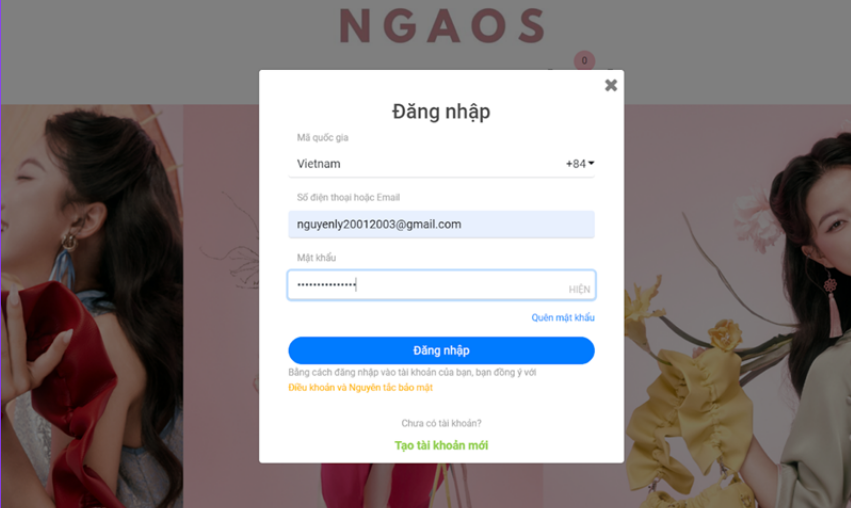 NGAOS
0
Đăng nhập
Mã quốc gia
Vietnam +84
Số điện thoại hoặc Email
nguyenly20012003@gmail.com
Mật khẩu
•••••••••••••••
HIỆN
Quên mật khẩu
Đăng nhập
Bằng cách đăng nhập vào tài khoản của bạn, bạn đồng ý với
Điều khoản và Nguyên tắc bảo mật
Chưa có tài khoản?
Tạo tài khoản mới